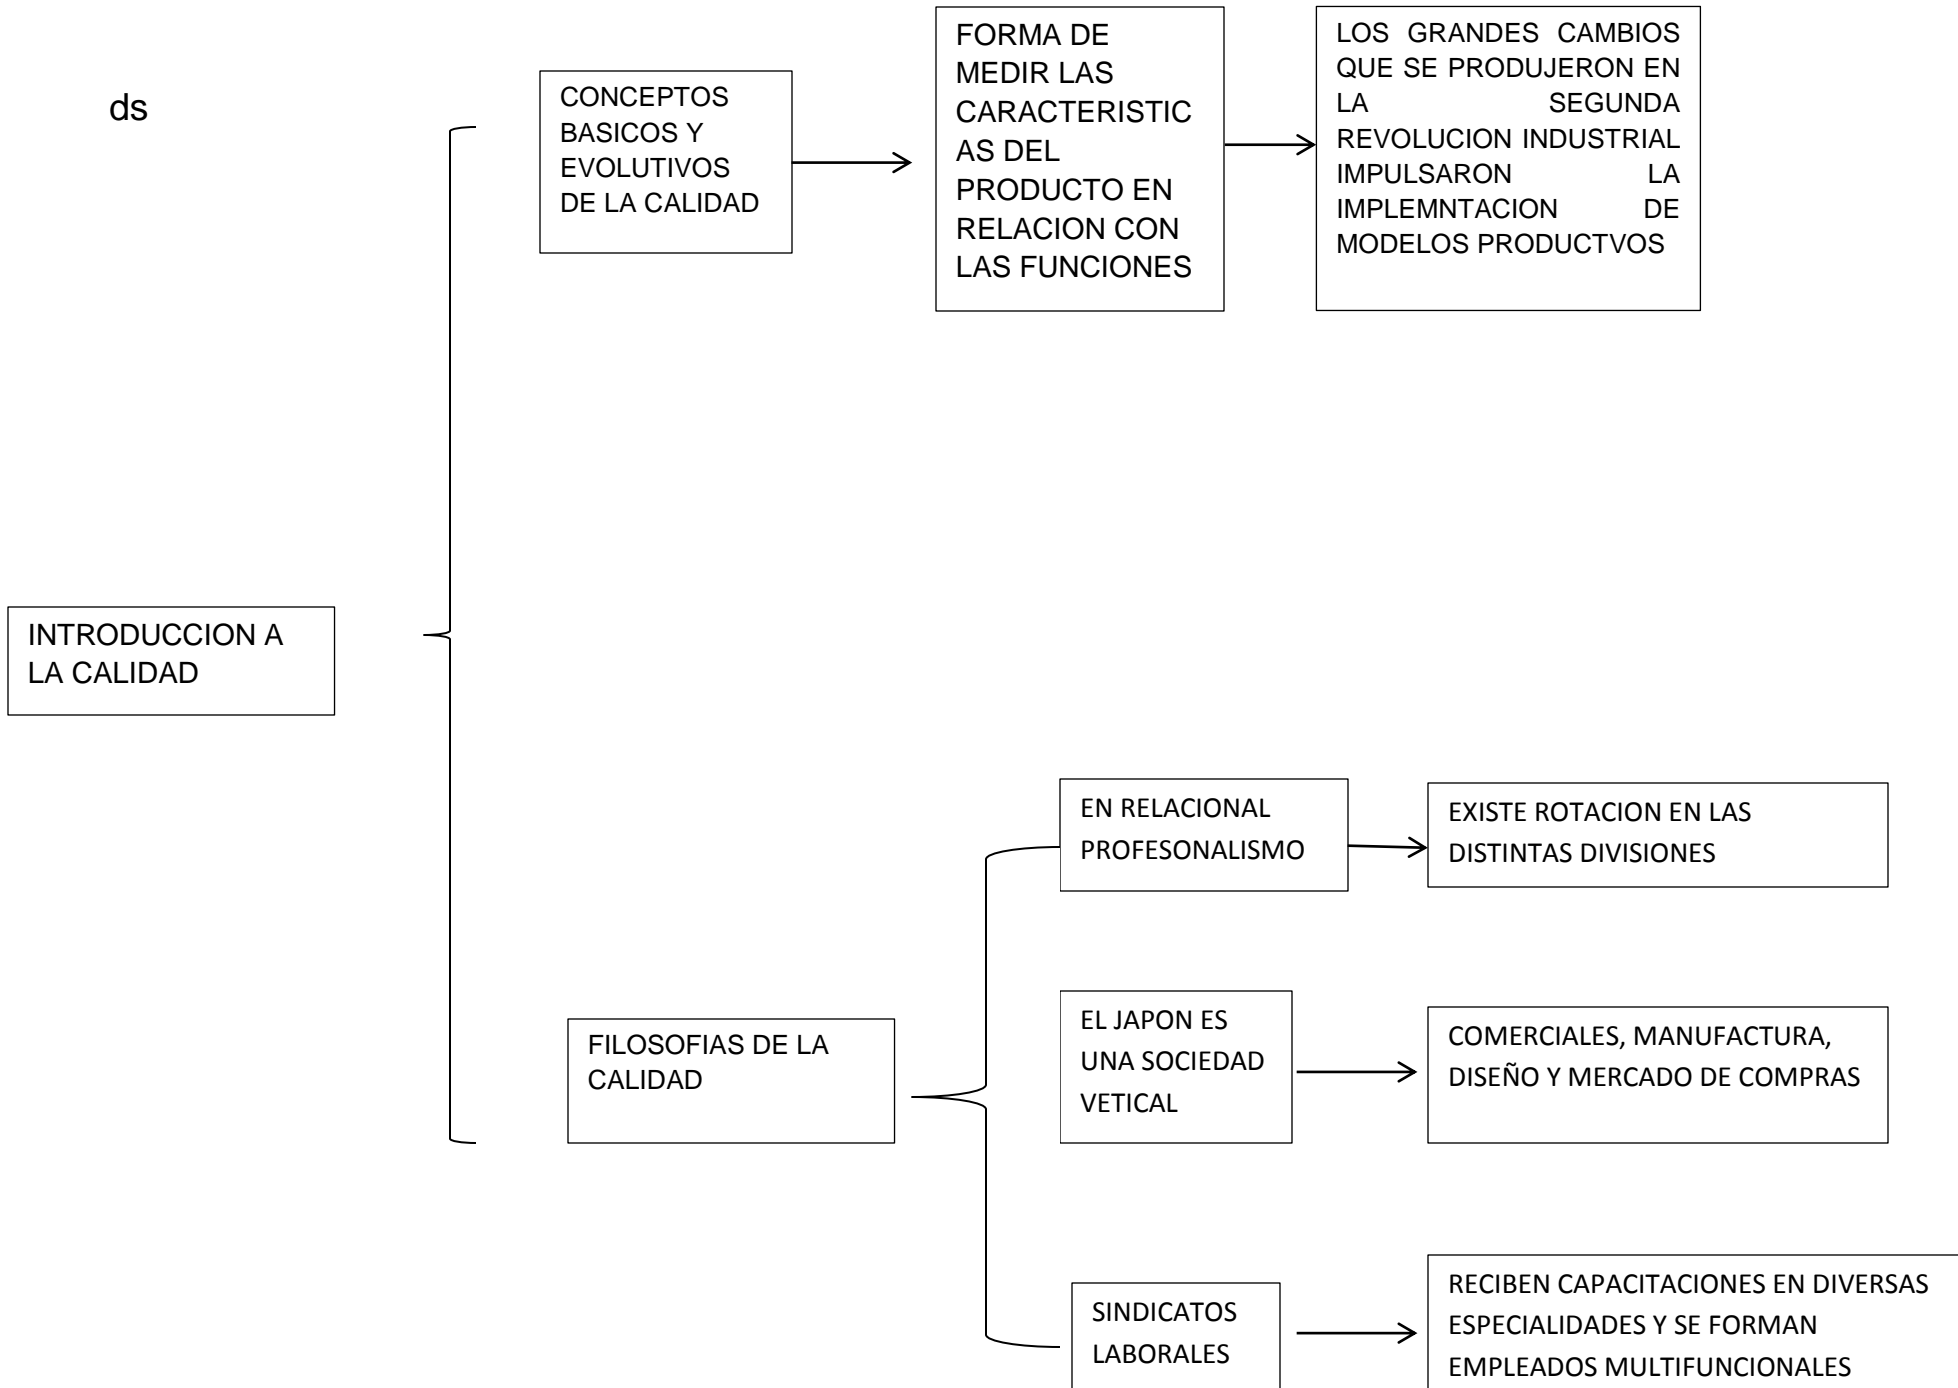 ds
CONCEPTOS
BASICOS Y
EVOLUTIVOS
DE LA CALIDAD
FORMA DE
MEDIR LAS
CARACTERISTIC
AS DEL
PRODUCTO EN
RELACION CON
LAS FUNCIONES
LOS GRANDES CAMBIOS
QUE SE PRODUJERON EN
LA SEGUNDA
REVOLUCION INDUSTRIAL
IMPULSARON LA
IMPLEMNTACION DE
MODELOS PRODUCTVOS
INTRODUCCION A
LA CALIDAD
EN RELACIONAL
PROFESONALISMO
EXISTE ROTACION EN LAS
DISTINTAS DIVISIONES
FILOSOFIAS DE LA
CALIDAD
EL JAPON ES
UNA SOCIEDAD
VETICAL
COMERCIALES, MANUFACTURA,
DISEÑO Y MERCADO DE COMPRAS
SINDICATOS
LABORALES
RECIBEN CAPACITACIONES EN DIVERSAS
ESPECIALIDADES Y SE FORMAN
EMPLEADOS MULTIFUNCIONALES